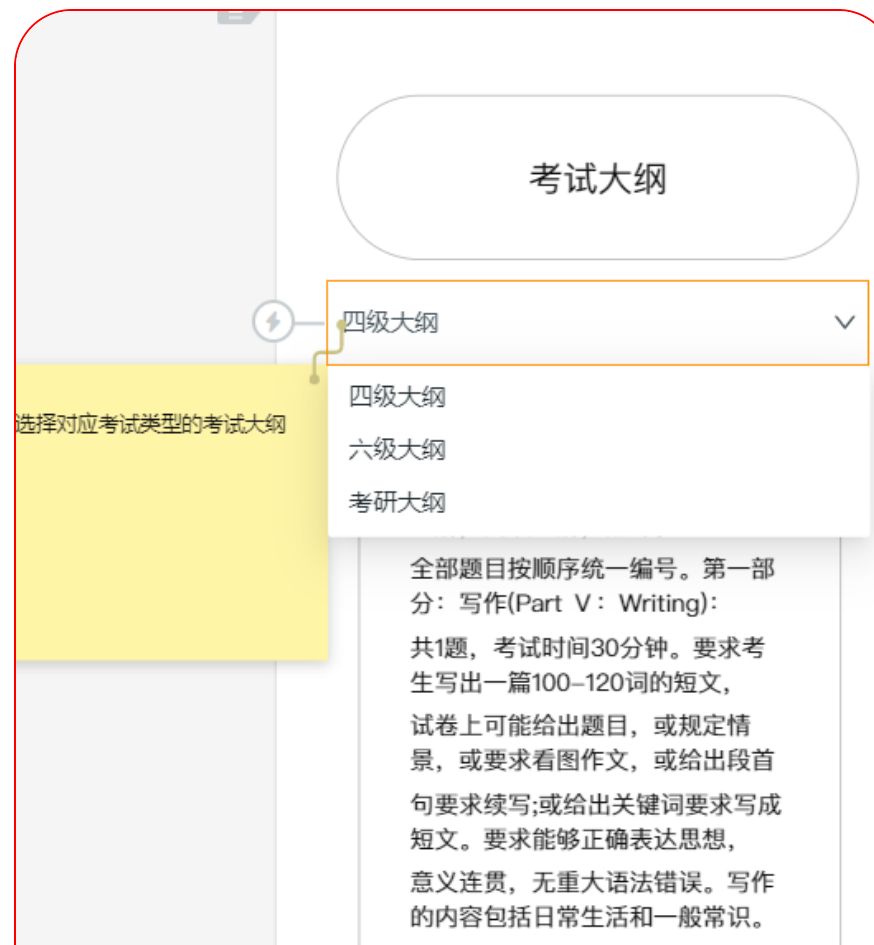 考试大纲
四级大纲
选择对应考试类型的考试大纲
四级大纲
六级大纲
考研大纲
全部题目按顺序统一编号。第一部
分：写作(Part V：Writing)：
共1题，考试时间30分钟。要求考
生写出一篇100–120词的短文，
试卷上可能给出题目，或规定情
景，或要求看图作文，或给出段首
句要求续写;或给出关键词要求写成
短文。要求能够正确表达思想，
意义连贯，无重大语法错误。写作
的内容包括日常生活和一般常识。